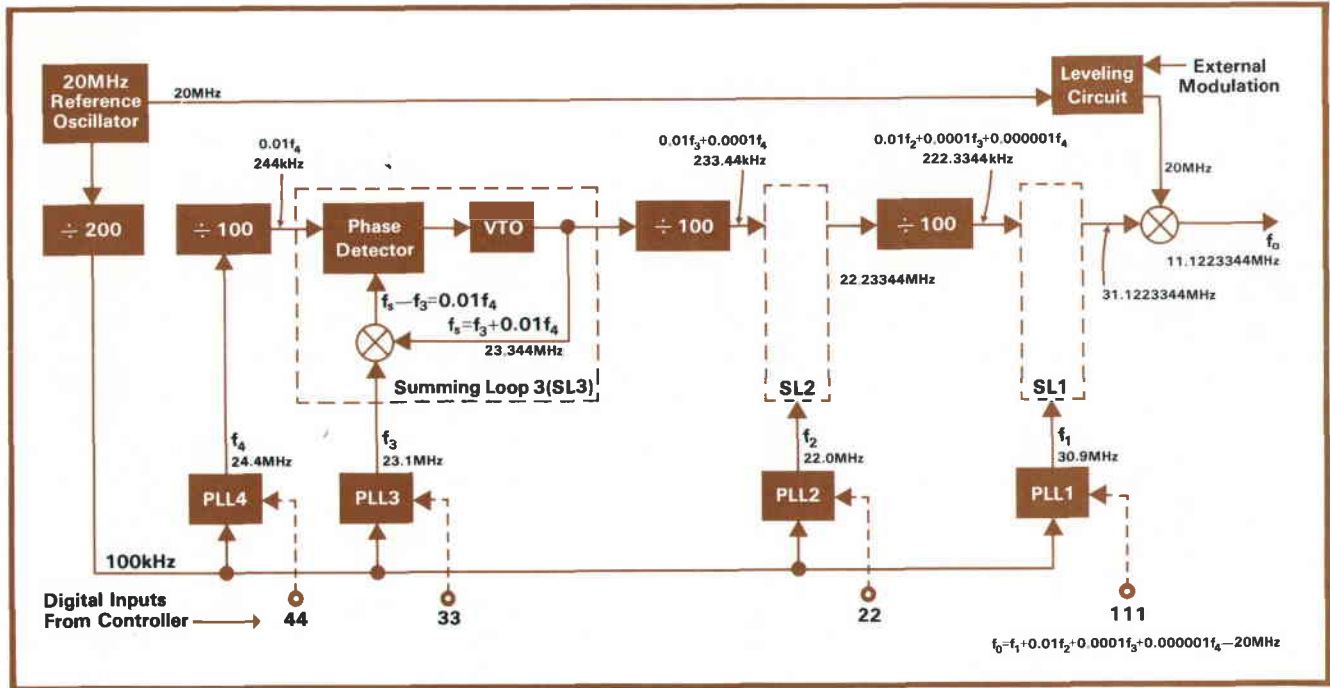 20MHz
Reference
Oscillator
20MHz
Leveling
Circuit
External
Modulation
0.01f₄
244kHz
0.01f₃+0.0001f₄
233.44kHz
0.01f₂+0.0001f₃+0.000001f₄
222.3344kHz
20MHz
÷ 200
÷ 100
Phase
Detector
VTO
÷ 100
÷ 100
fₒ
11.1223344MHz
22.23344MHz
31.1223344MHz
fₛ—f₃=0.01f₄
fₛ=f₃+0.01f₄
23.344MHz
Summing Loop 3(SL3)
SL2
SL1
f₄
24.4MHz
f₃
23.1MHz
f₂
22.0MHz
f₁
30.9MHz
PLL4
PLL3
PLL2
PLL1
100kHz
Digital Inputs
From Controller
44
33
22
111
f₀=f₁+0.01f₂+0.0001f₃+0.000001f₄—20MHz